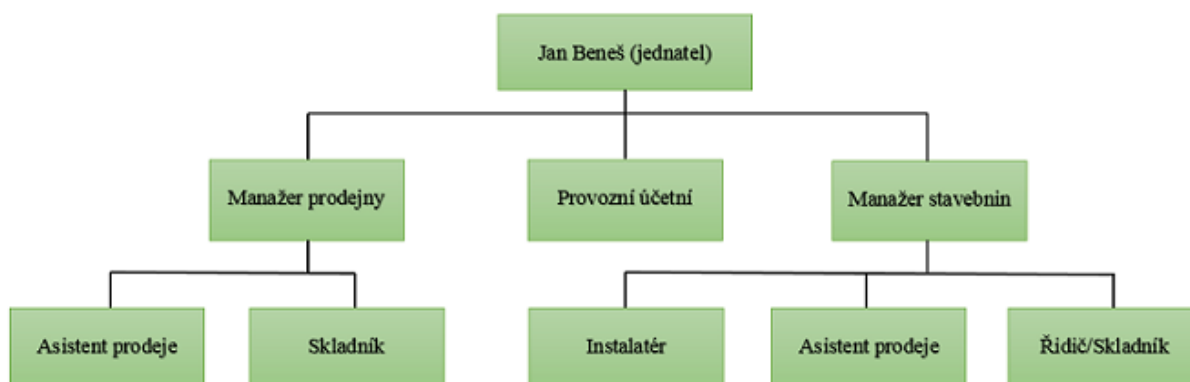 Jan Beneš (jednatel)
Manažer prodejny
Provozní účetní
Manažer stavebnin
Asistent prodeje
Skladník
Instalatér
Asistent prodeje
Řidič/Skladník